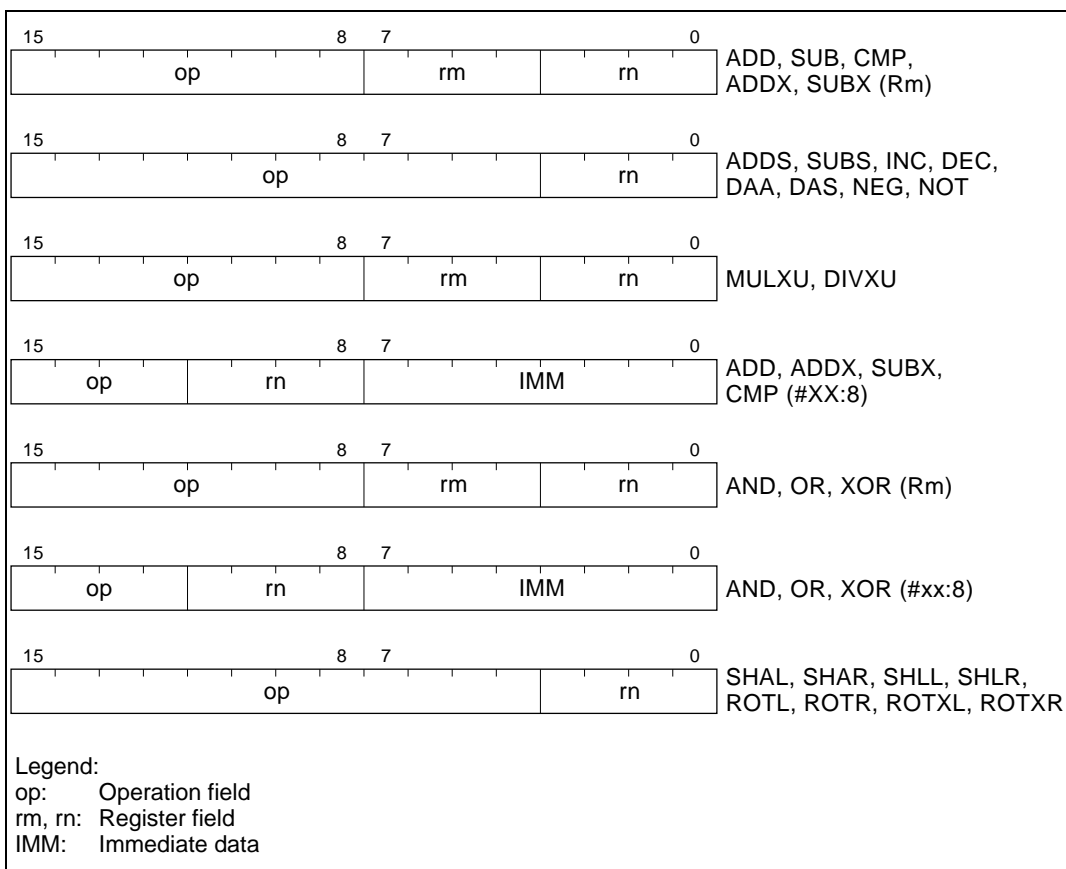 15 8 7 0
op rm rn
ADD, SUB, CMP,
ADDX, SUBX (Rm)
15 8 7 0
op rn
ADDS, SUBS, INC, DEC,
DAA, DAS, NEG, NOT
15 8 7 0
op rm rn
MULXU, DIVXU
15 8 7 0
op rn IMM
ADD, ADDX, SUBX,
CMP (#XX:8)
15 8 7 0
op rm rn
AND, OR, XOR (Rm)
15 8 7 0
op rn IMM
AND, OR, XOR (#xx:8)
15 8 7 0
op rn
SHAL, SHAR, SHLL, SHLR,
ROTL, ROTR, ROTXL, ROTXR
Legend:
op: Operation field
rm, rn: Register field
IMM: Immediate data